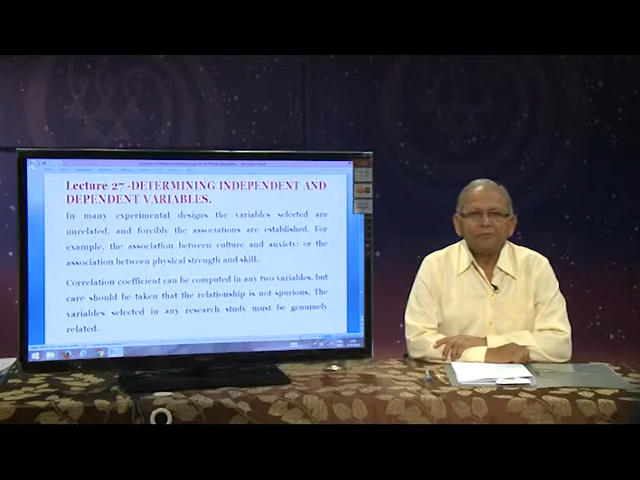 Lecture 27 -DETERMINING INDEPENDENT AND
DEPENDENT VARIABLES.
In many experimental designs the variables selected are
unrelated, and forcibly the associations are established. For
example, the association between culture and anxiety; or the
association between physical strength and skill.
Correlation coefficient can be computed in any two variables, but
care should be taken that the relationship is not spurious. The
variables selected in any research study must be genuinely
related.